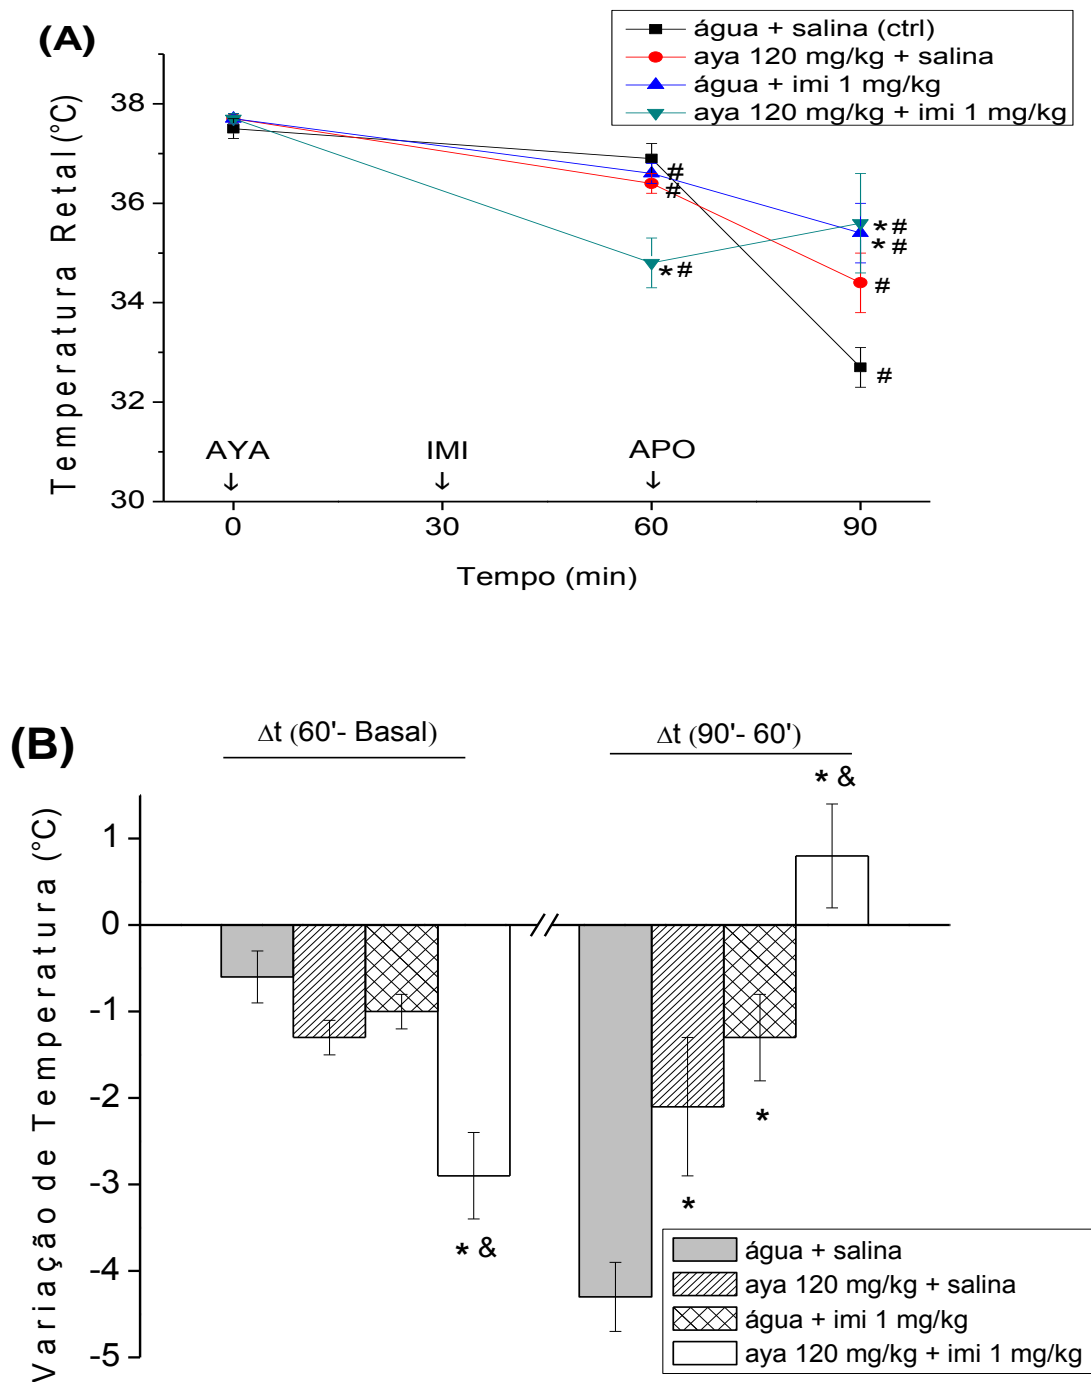 (A)
água + salina (ctrl)
aya 120 mg/kg + salina
água + imi 1 mg/kg
aya 120 mg/kg + imi 1 mg/kg
Temperatura Retal(°C)
38
36
34
32
30
#
#
* #
* #
* #
#
#
AYA
IMI
APO
0
30
60
90
Tempo (min)
(B)
Δt (60'- Basal)
Δt (90'- 60')
Variação de Temperatura (°C)
1
0
-1
-2
-3
-4
-5
* &
* &
*
*
água + salina
aya 120 mg/kg + salina
água + imi 1 mg/kg
aya 120 mg/kg + imi 1 mg/kg